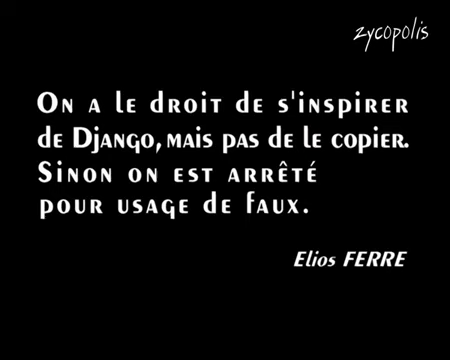 zycopolis
On a le droit de s'inspirer
de Django, mais pas de le copier.
Sinon on est arrêté
pour usage de faux.
Elios FERRE